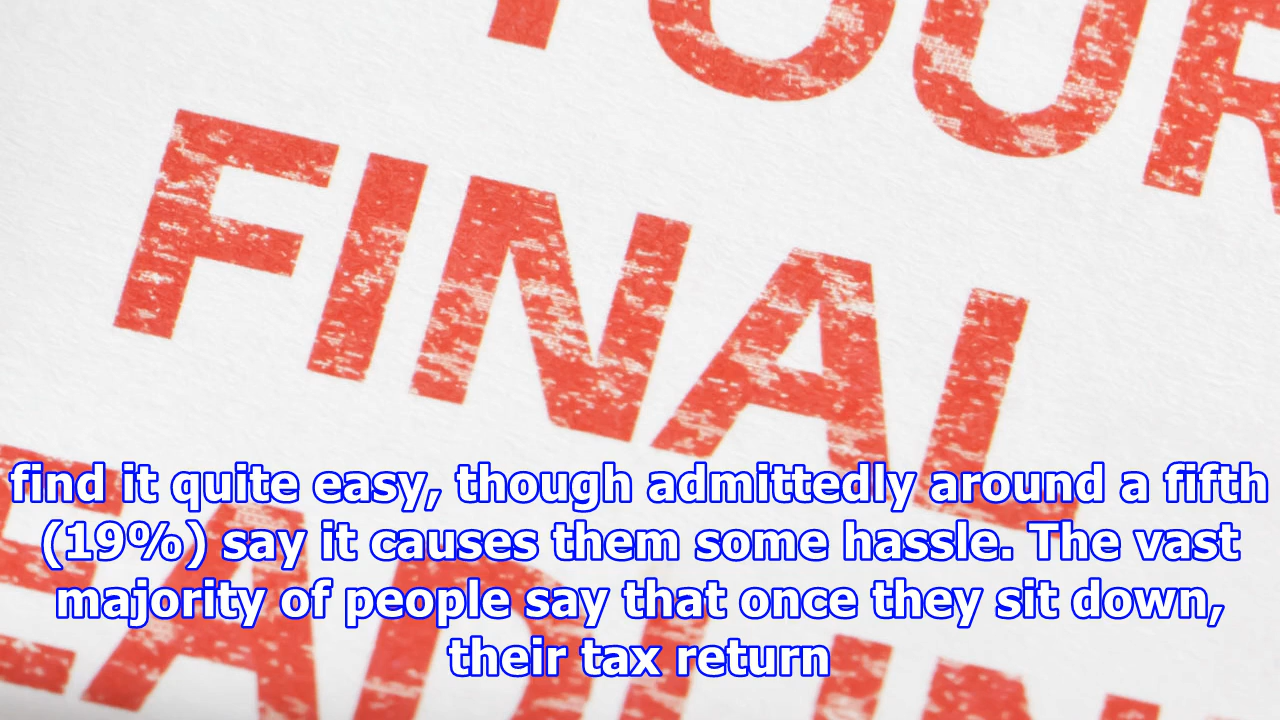 YOUR
FINAL
DEADLINE
find it quite easy, though admittedly around a fifth
(19%) say it causes them some hassle. The vast
majority of people say that once they sit down,
their tax return